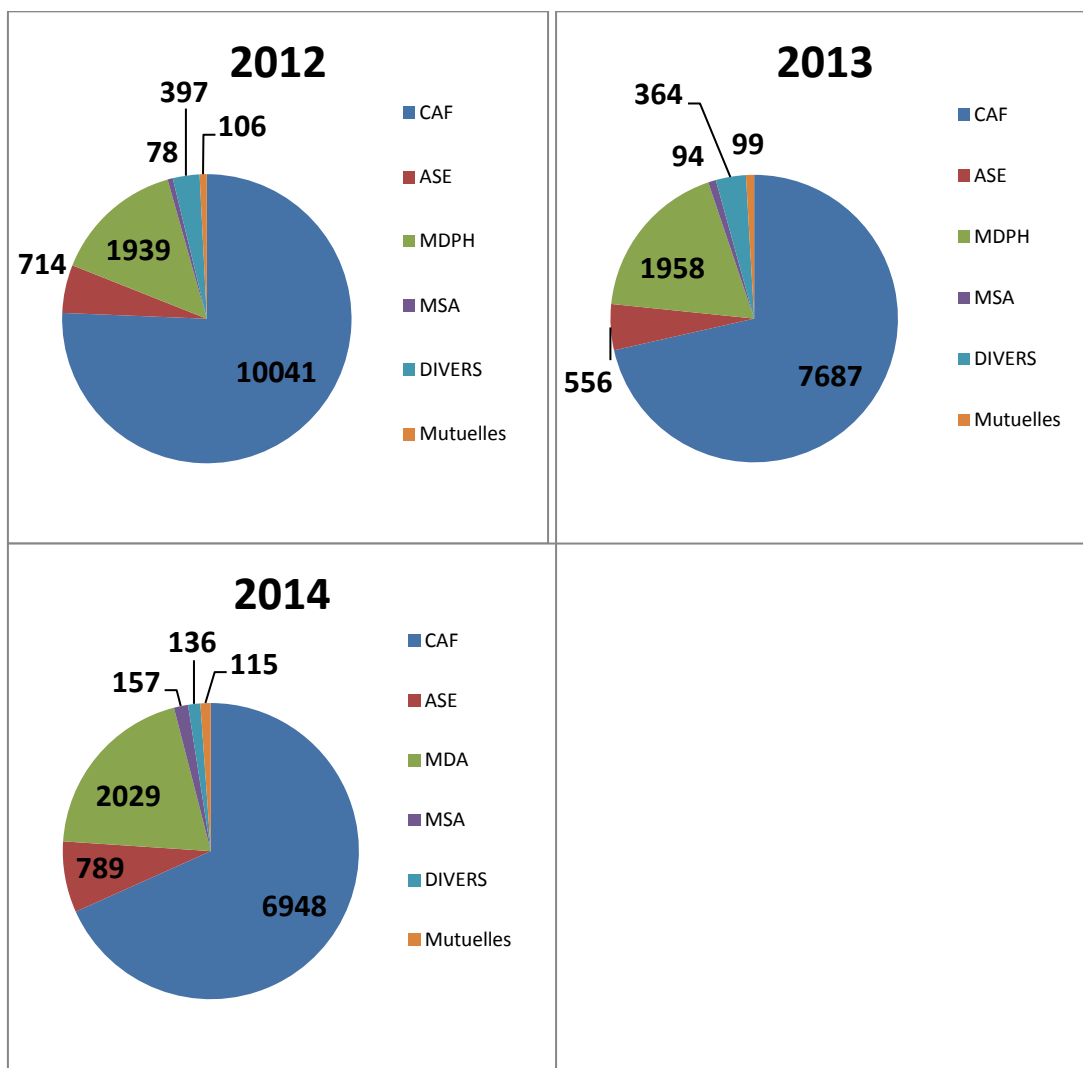 2012
397
106
78
1939
714
10041
CAF
ASE
MDPH
MSA
DIVERS
Mutuelles
2013
364
94
99
1958
556
7687
CAF
ASE
MDPH
MSA
DIVERS
Mutuelles
2014
136
115
157
2029
789
6948
CAF
ASE
MDA
MSA
DIVERS
Mutuelles